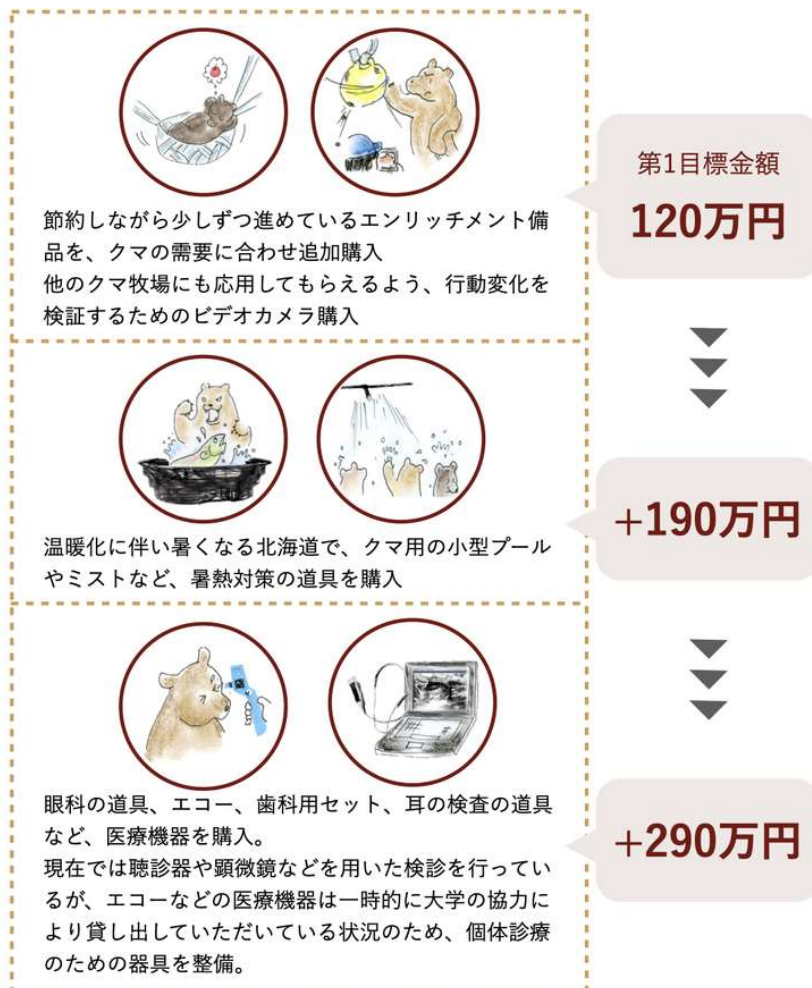 節約しながら少しずつ進めているエンリッチメント備
品を、クマの需要に合わせ追加購入
他のクマ牧場にも応用してもらえるよう、行動変化を
検証するためのビデオカメラ購入
第1目標金額
120万円
温暖化に伴い暑くなる北海道で、クマ用の小型プール
やミストなど、暑熱対策の道具を購入
+190万円
眼科の道具、エコー、歯科用セット、耳の検査の道具
など、医療機器を購入。
現在では聴診器や顕微鏡などを用いた検診を行ってい
るが、エコーなどの医療機器は一時的に大学の協力に
より貸し出していただいている状況のため、個体診療
のための器具を整備。
+290万円